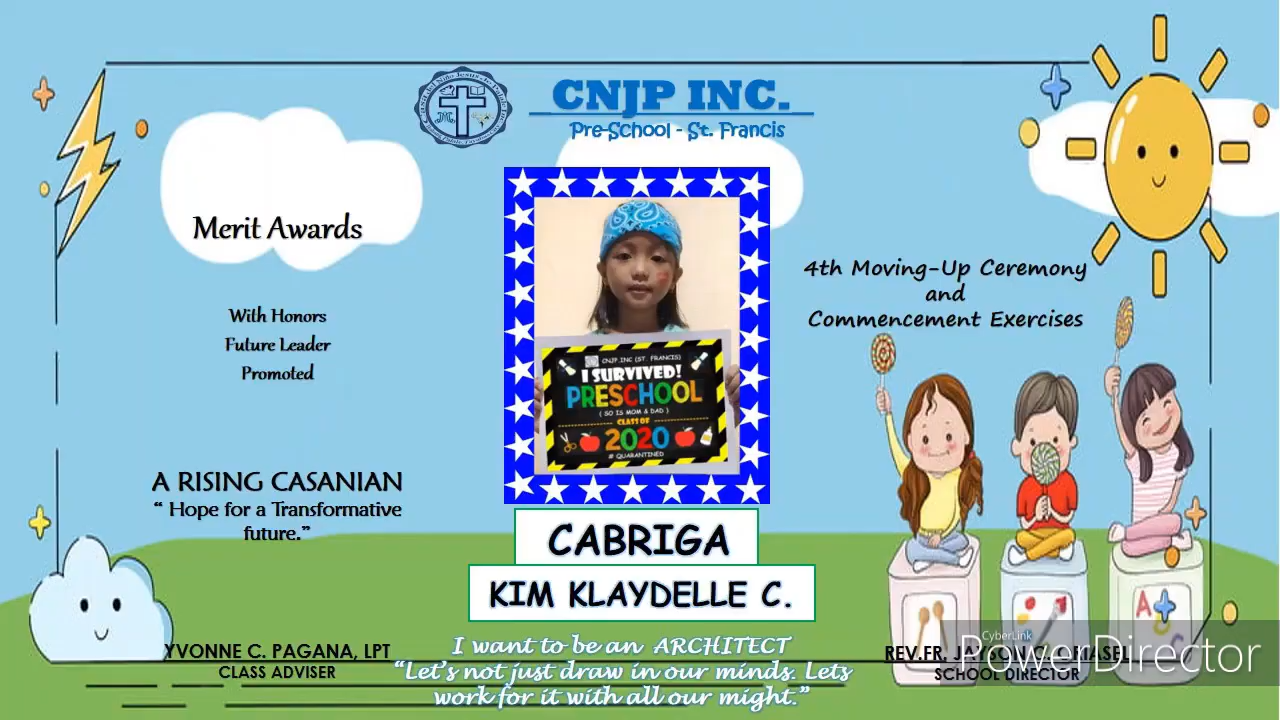 CNJP INC.
Pre-School - St. Francis
Merit Awards
With Honors
Future Leader
Promoted
A RISING CASANIAN
“ Hope for a Transformative
future.”
CNJP .INC (ST. FRANCIS)
I SURVIVED!
PRESCHOOL
( SO IS MOM & DAD )
CLASS OF
2020
# QUARANTINED
4th Moving-Up Ceremony
and
Commencement Exercises
CABRIGA
KIM KLAYDELLE C.
I want to be an ARCHITECT
“Let's not just draw in our minds. Lets
work for it with all our might.”
YVONNE C. PAGANA, LPT
CLASS ADVISER
REV.FR.
SCHOOL DIRECTOR
A
C
CyberLink
PowerDirector